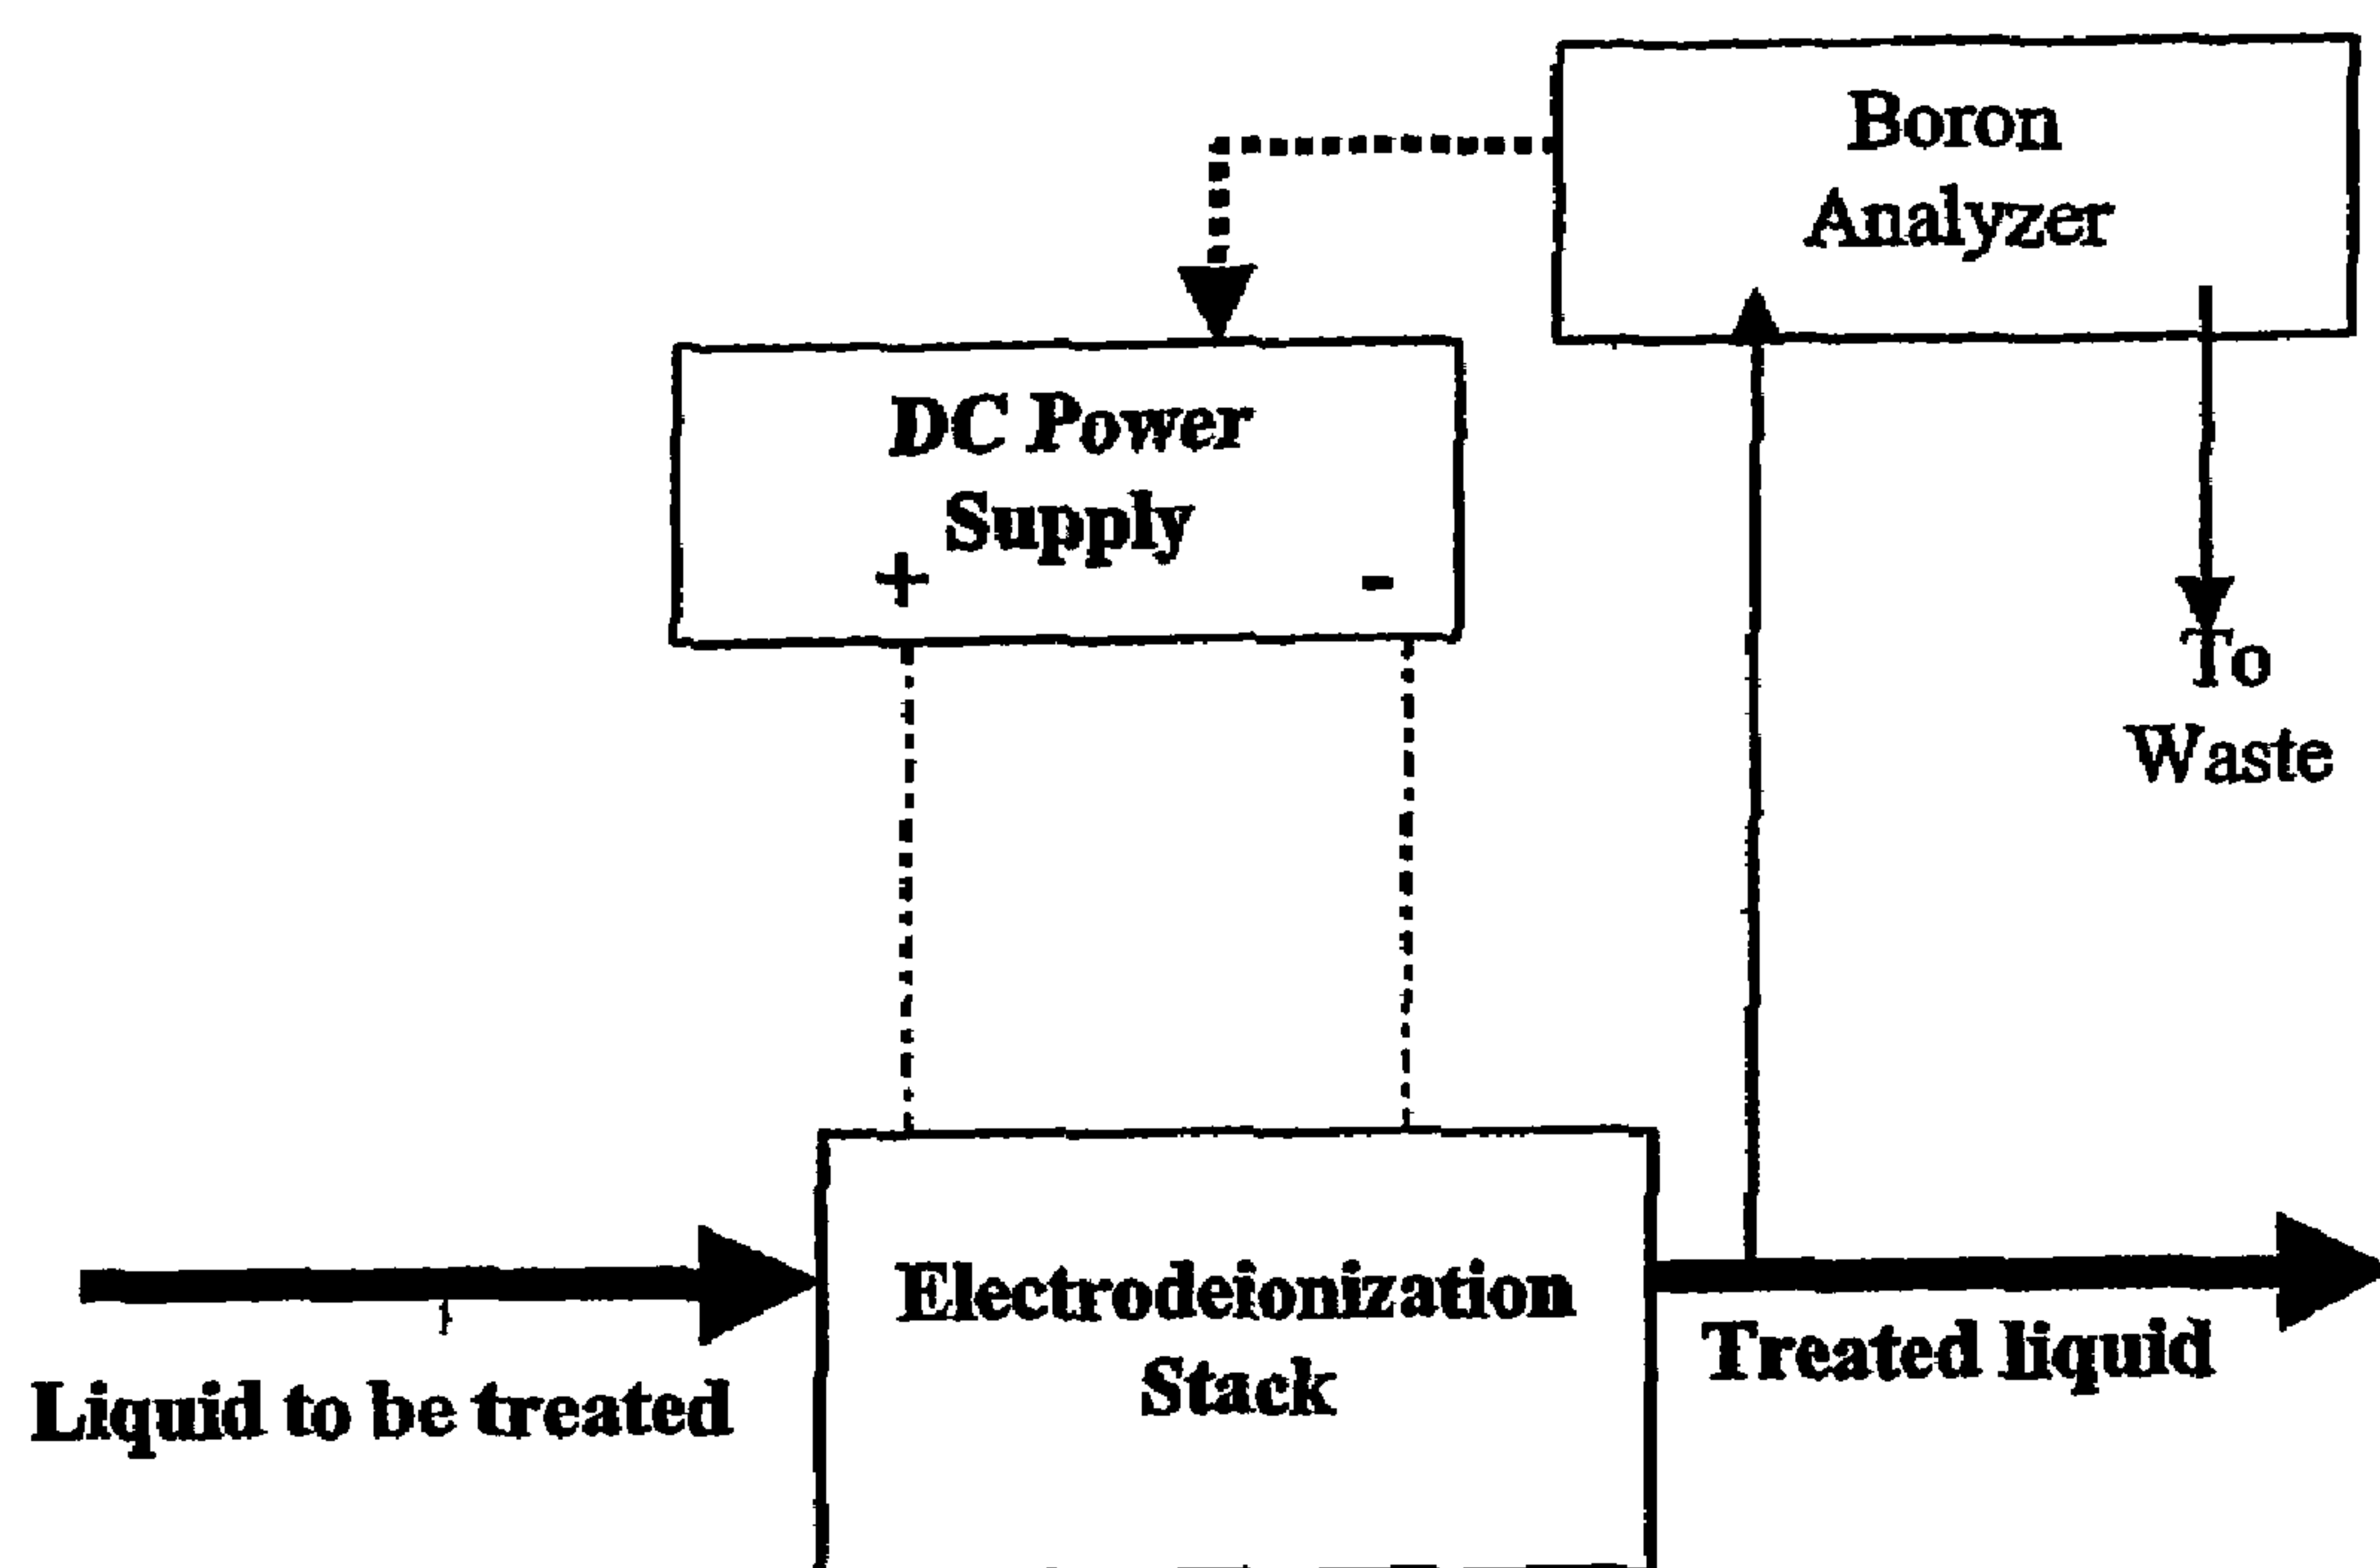 Boron
Analyzer
DC Power
Supply
+ -
To
Waste
Electrodeionization
Stack
Liquid to be treated
Treated liquid